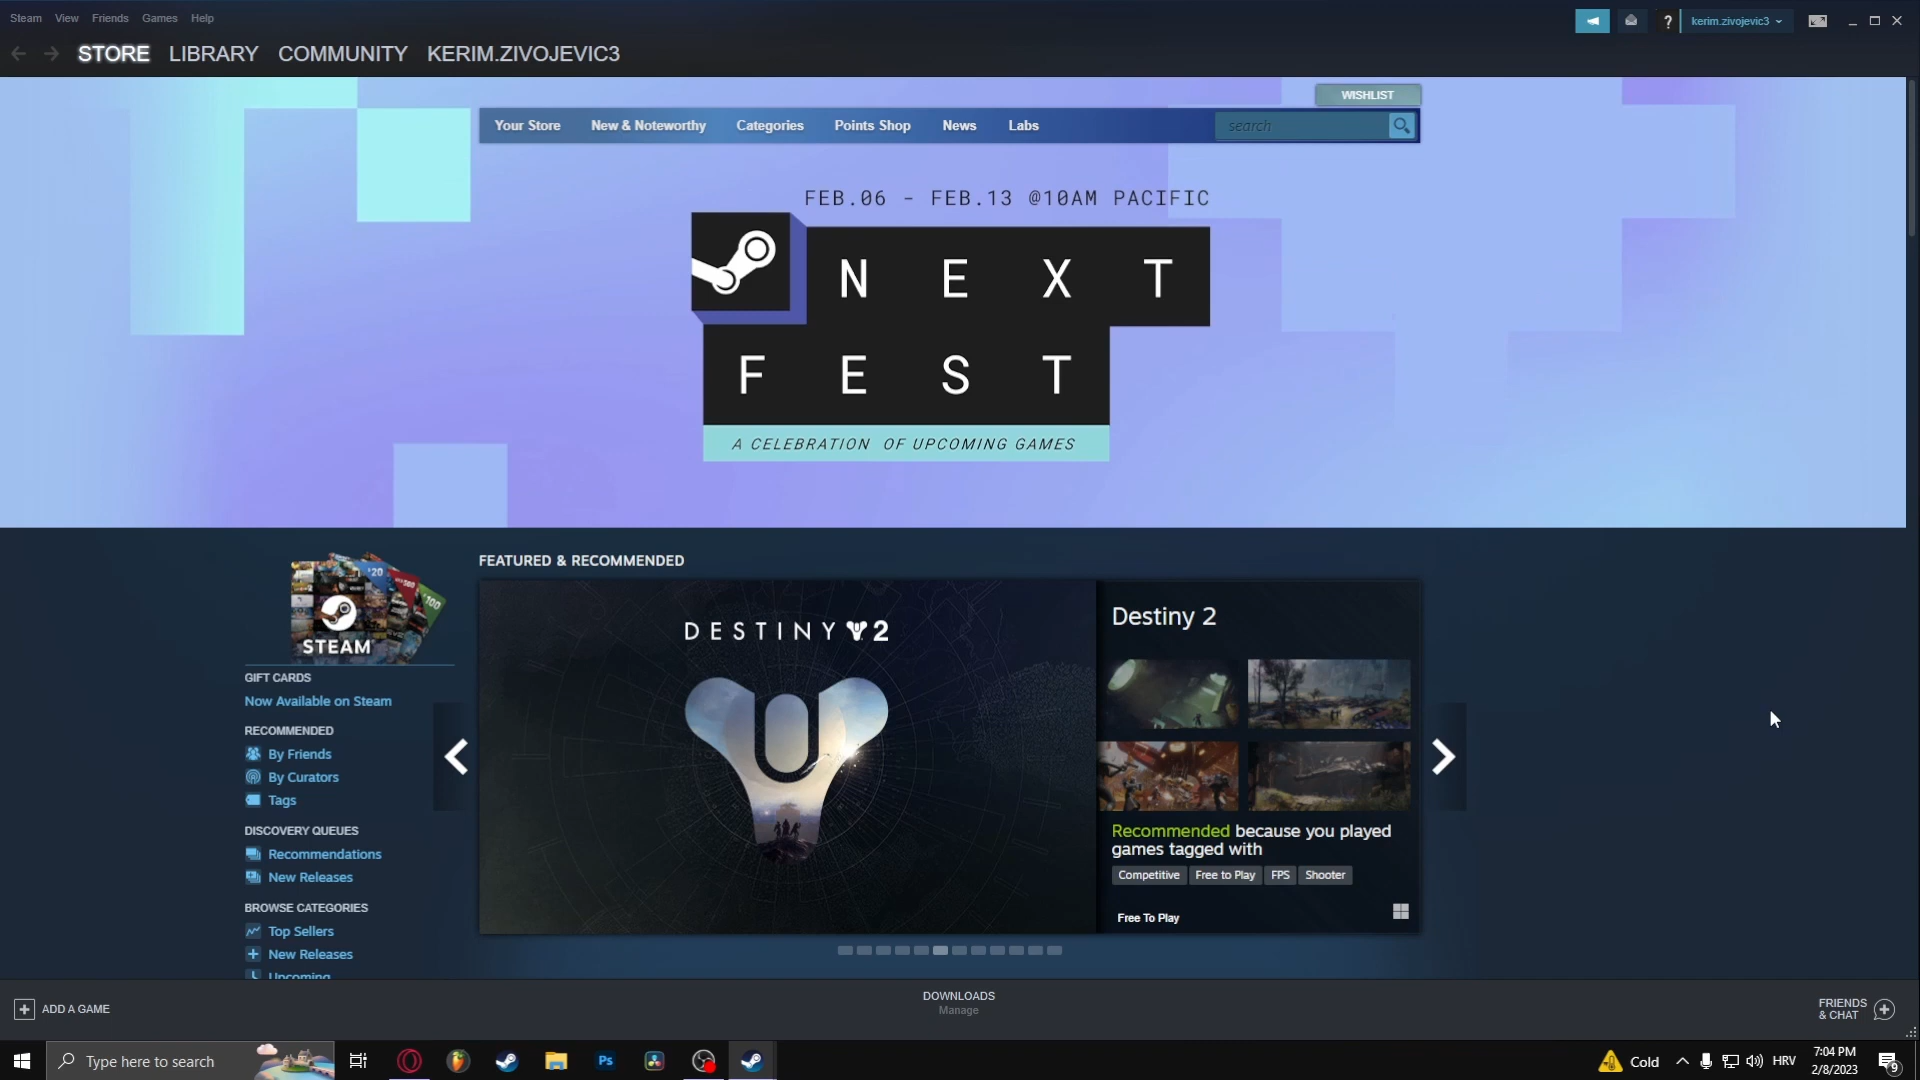 Steam View Friends Games Help
kerim.zivojevic3
STORE LIBRARY COMMUNITY KERIM.ZIVOJEVIC3
WISHLIST
Your Store New & Noteworthy Categories Points Shop News Labs search
FEB.06 - FEB.13 @10AM PACIFIC
NEXT
FEST
A CELEBRATION OF UPCOMING GAMES
FEATURED & RECOMMENDED
STEAM
GIFT CARDS
Now Available on Steam
RECOMMENDED
By Friends
By Curators
Tags
DISCOVERY QUEUES
Recommendations
New Releases
BROWSE CATEGORIES
Top Sellers
New Releases
Upcoming
DESTINY 2
Destiny 2
Recommended because you played
games tagged with
Competitive Free to Play FPS Shooter
Free To Play
ADD A GAME
DOWNLOADS
Manage
FRIENDS
& CHAT
Type here to search
Ps
Cold
HRV
7:04 PM
2/8/2023
9